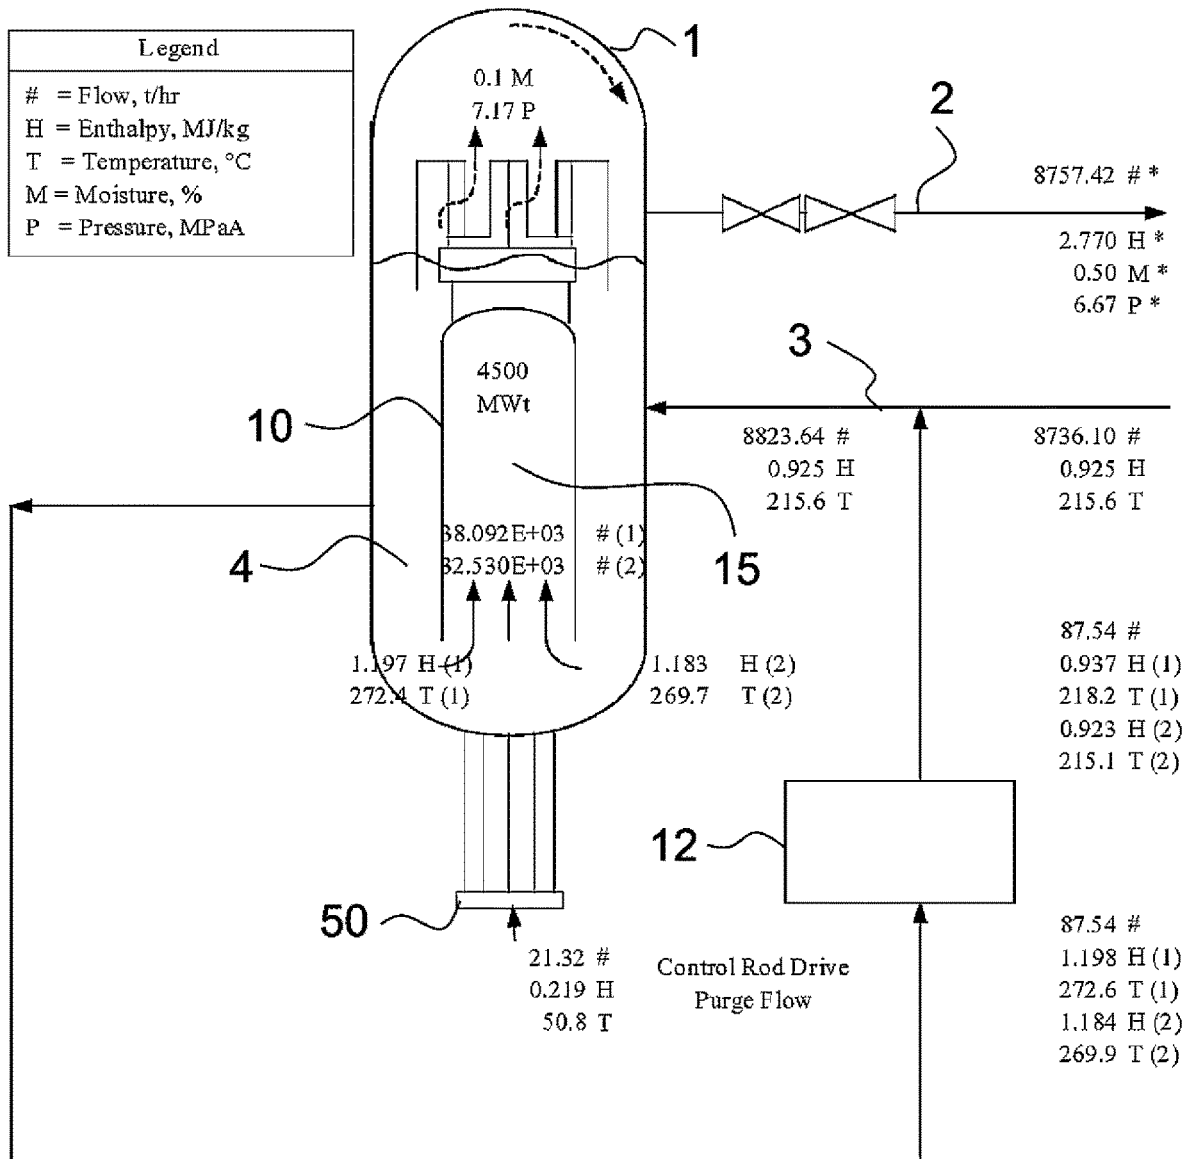 Legend
# = Flow, t/hr
H = Enthalpy, MJ/kg
T = Temperature, °C
M = Moisture, %
P = Pressure, MPaA
1
0.1 M
7.17 P
2
8757.42 # *
2.770 H *
0.50 M *
6.67 P *
3
4500
MWt
10
8823.64 #
0.925 H
215.6 T
8736.10 #
0.925 H
215.6 T
4
38.092E+03 # (1)
32.530E+03 # (2)
15
1.197 H (1)
272.4 T (1)
1.183 H (2)
269.7 T (2)
87.54 #
0.937 H (1)
218.2 T (1)
0.923 H (2)
215.1 T (2)
12
50
21.32 #
0.219 H
50.8 T
Control Rod Drive
Purge Flow
87.54 #
1.198 H (1)
272.6 T (1)
1.184 H (2)
269.9 T (2)